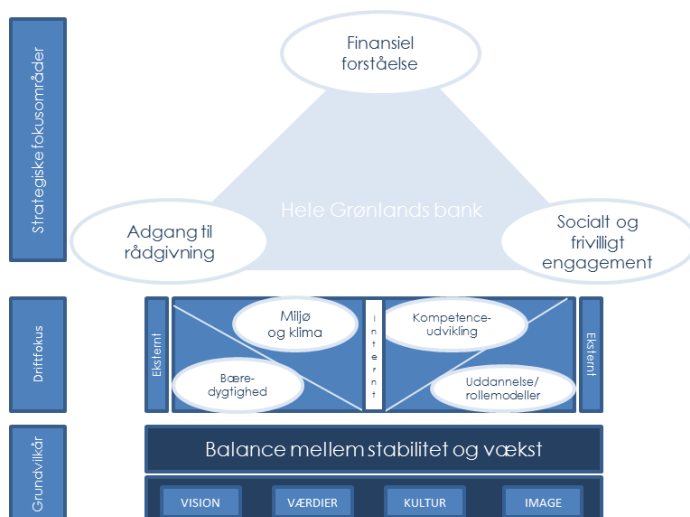 Strategiske fokusområder
Finansiel
forståelse
Hele Grønlands bank
Adgang til
rådgivning
Socialt og
frivilligt
engagement
Driftfokus
Eksternt
Miljø
og klima
Bære-
dygtighed
Internt
Kompetence-
udvikling
Uddannelse/
rollemodeller
Eksternt
Grundvilkår
Balance mellem stabilitet og vækst
VISION
VÆRDIER
KULTUR
IMAGE